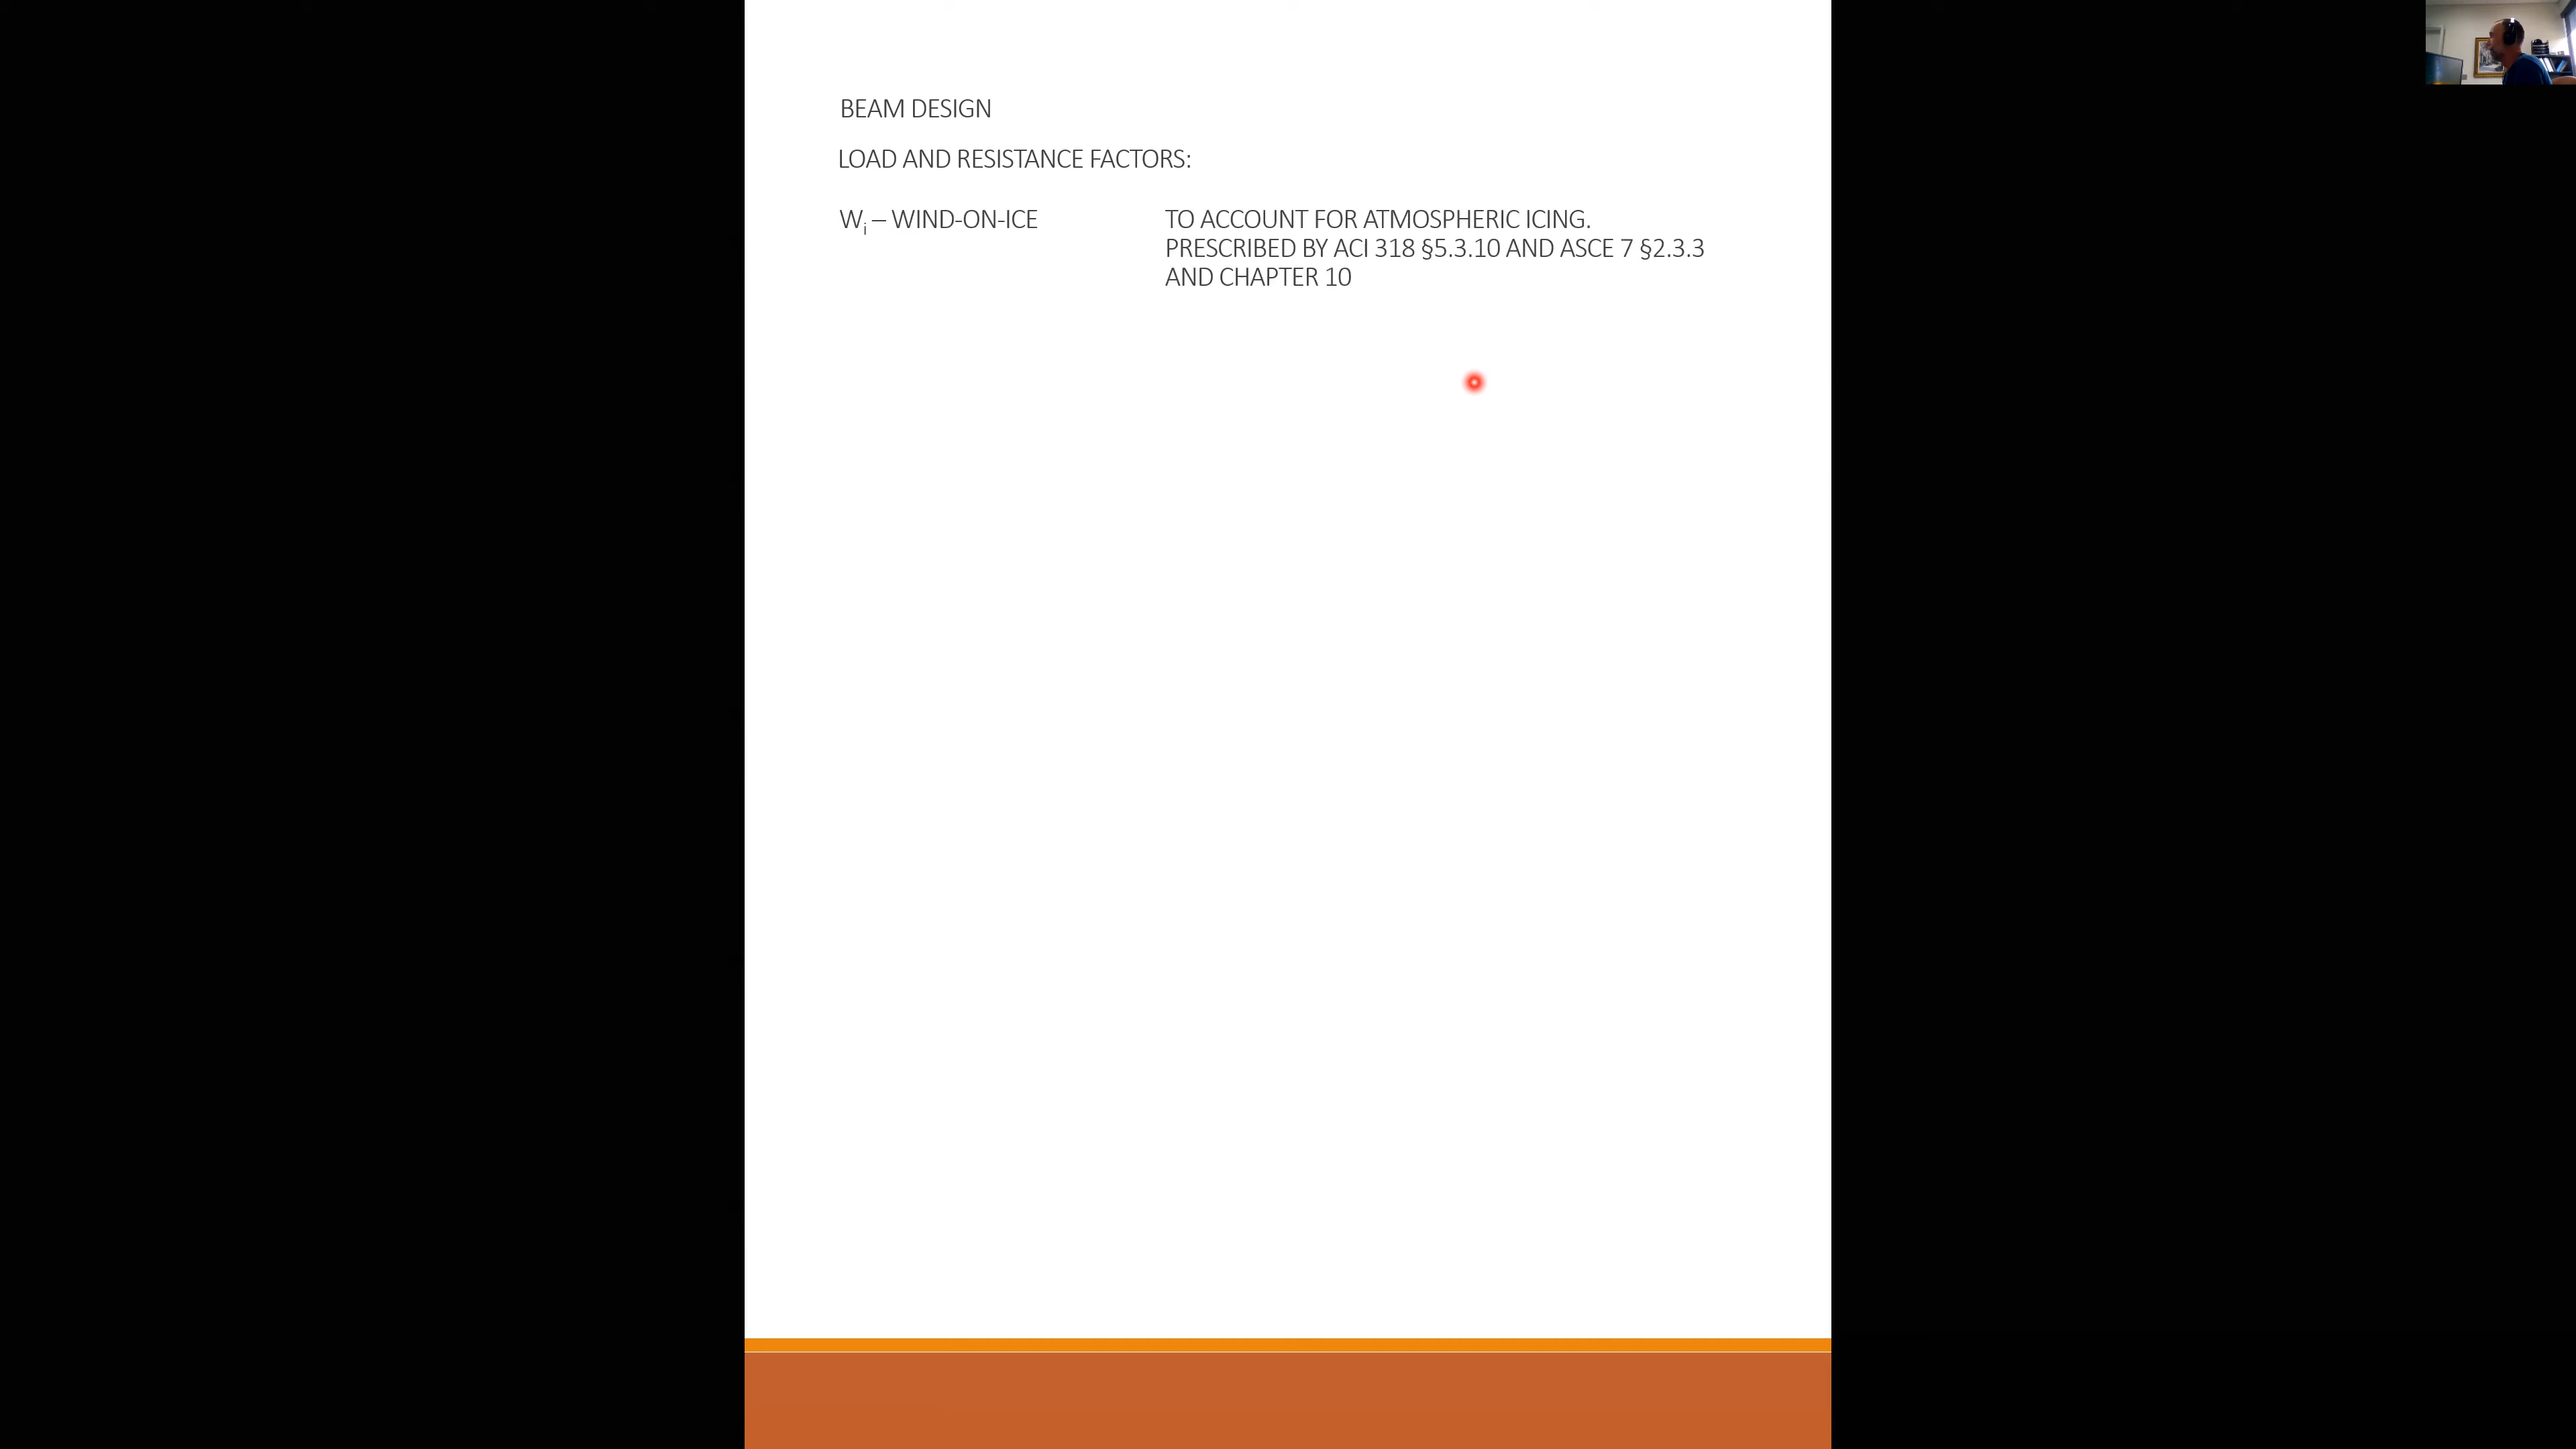 BEAM DESIGN
LOAD AND RESISTANCE FACTORS:
Wi – WIND-ON-ICE
TO ACCOUNT FOR ATMOSPHERIC ICING.
PRESCRIBED BY ACI 318 §5.3.10 AND ASCE 7 §2.3.3
AND CHAPTER 10